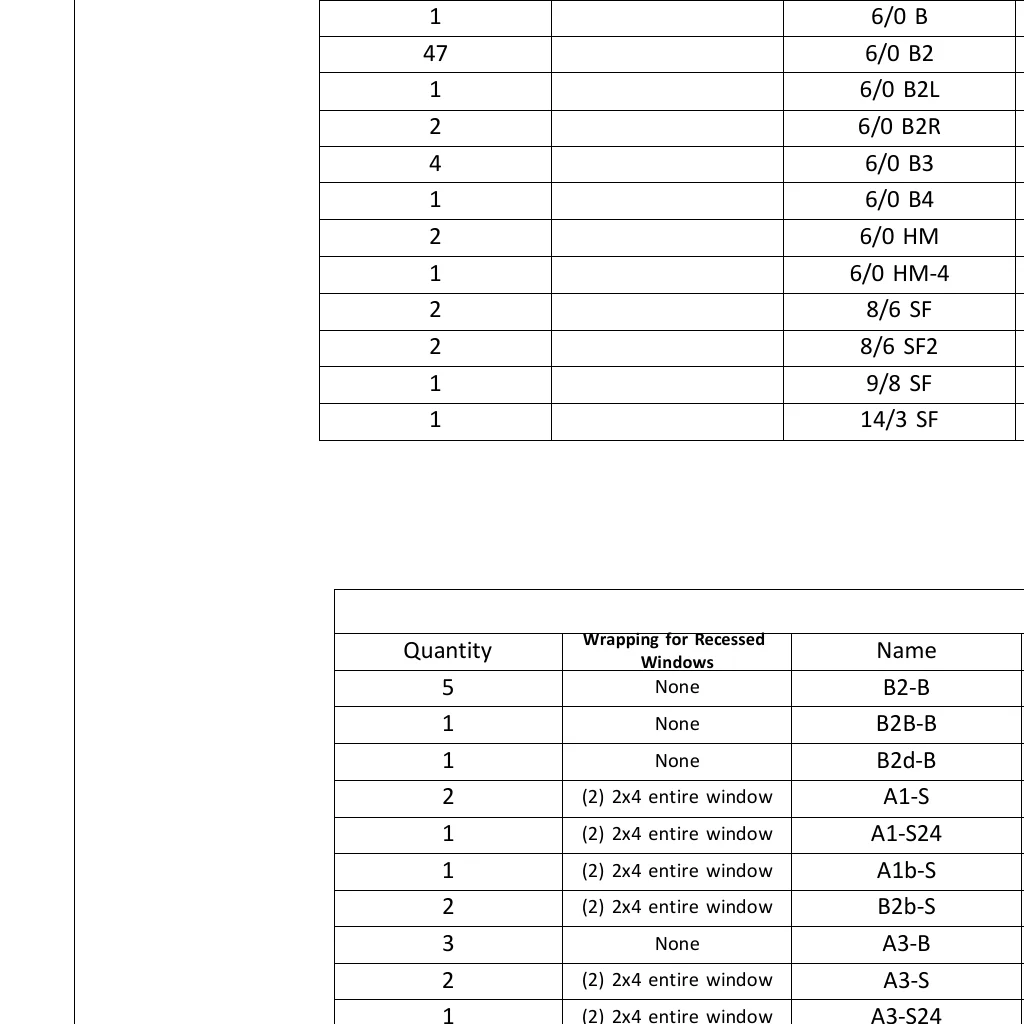 1 6/0 B
47 6/0 B2
1 6/0 B2L
2 6/0 B2R
4 6/0 B3
1 6/0 B4
2 6/0 HM
1 6/0 HM-4
2 8/6 SF
2 8/6 SF2
1 9/8 SF
1 14/3 SF
Quantity Wrapping for Recessed Windows Name
5 None B2-B
1 None B2B-B
1 None B2d-B
2 (2) 2x4 entire window A1-S
1 (2) 2x4 entire window A1-S24
1 (2) 2x4 entire window A1b-S
2 (2) 2x4 entire window B2b-S
3 None A3-B
2 (2) 2x4 entire window A3-S
1 (2) 2x4 entire window A3-S24